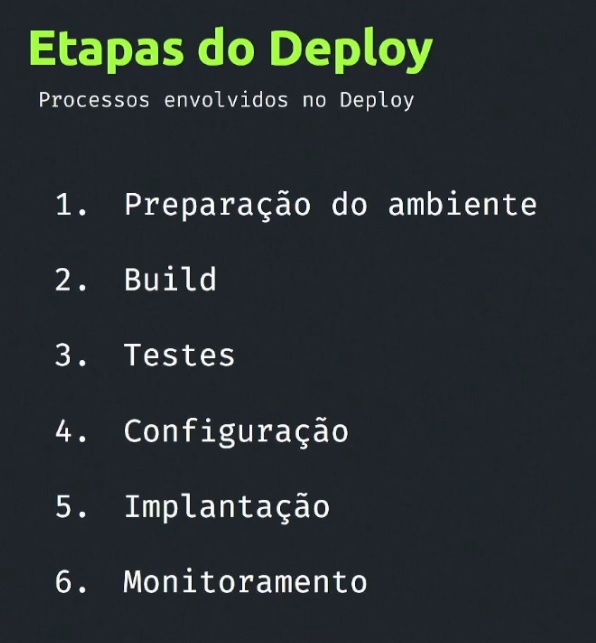 Etapas do Deploy
Processos envolvidos no Deploy
1. Preparação do ambiente
2. Build
3. Testes
4. Configuração
5. Implantação
6. Monitoramento